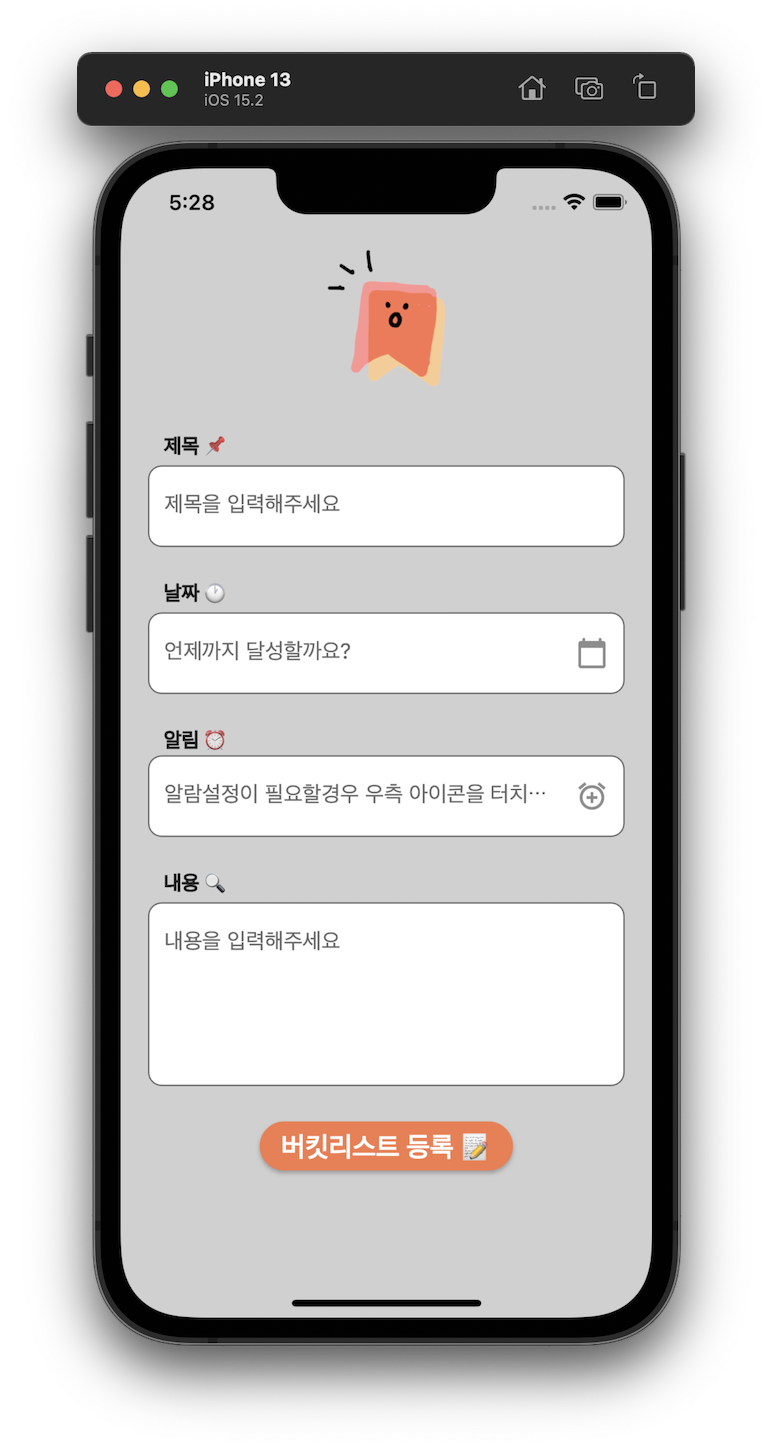 iPhone 13
iOS 15.2
5:28
제목 📌
제목을 입력해주세요
날짜 🕐
언제까지 달성할까요?
알림 ⏰
알람설정이 필요할경우 우측 아이콘을 터치…
내용 🔍
내용을 입력해주세요
버킷리스트 등록 📝